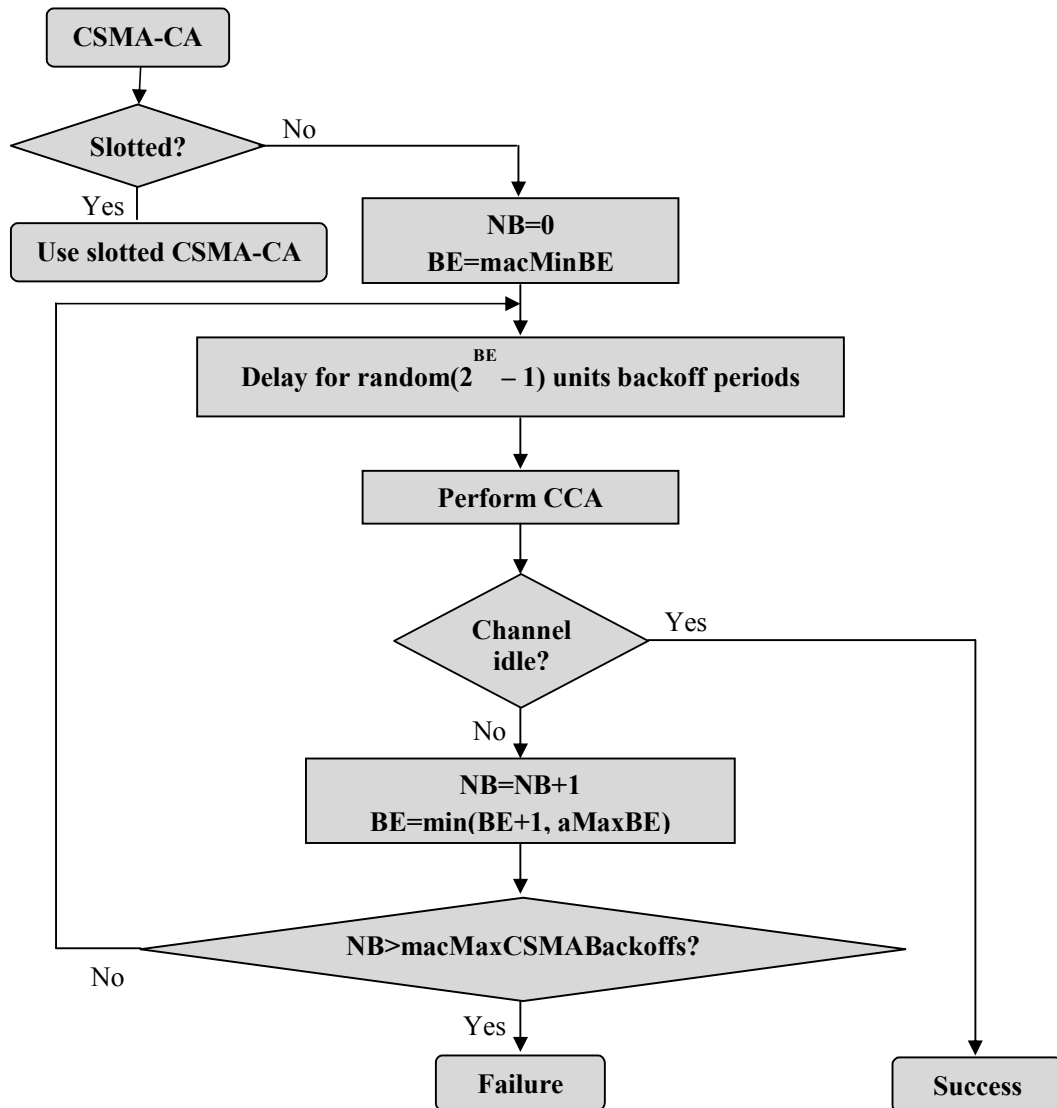 CSMA-CA
Slotted?
No
Yes
Use slotted CSMA-CA
NB=0
BE=macMinBE
Delay for random(2^BE – 1) units backoff periods
Perform CCA
Channel
idle?
Yes
No
NB=NB+1
BE=min(BE+1, aMaxBE)
NB>macMaxCSMABackoffs?
No
Yes
Failure
Success